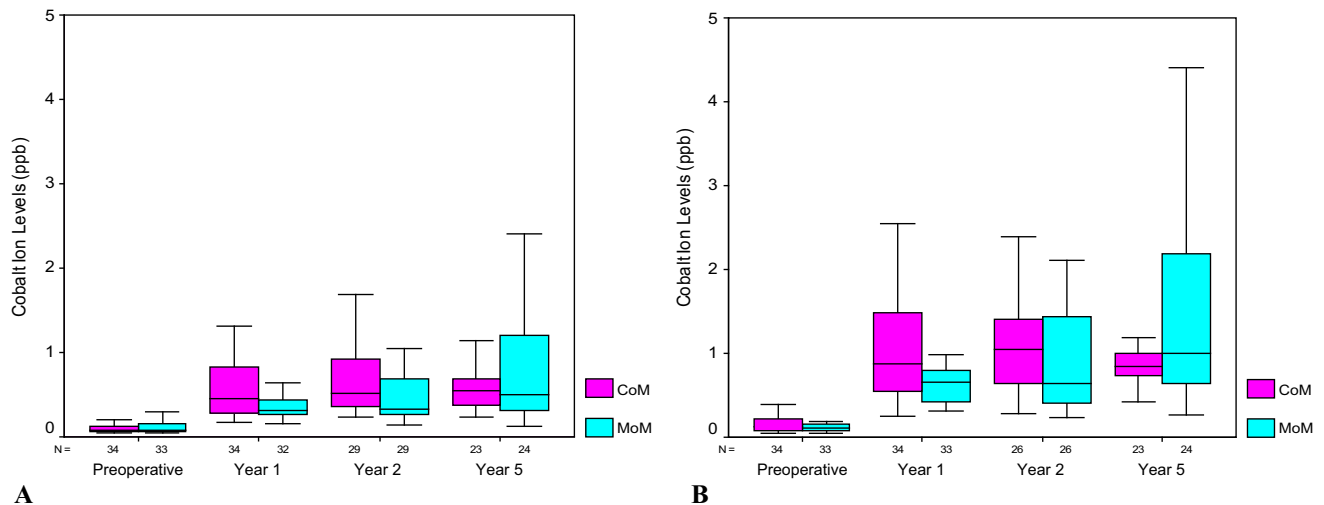 5
4
3
2
1
0
Cobalt Ion Levels (ppb)
N = 34 33 34 32 29 29 23 24
Preoperative Year 1 Year 2 Year 5
CoM
MoM
A
5
4
3
2
1
0
Cobalt Ion Levels (ppb)
N = 34 33 34 33 26 26 23 24
Preoperative Year 1 Year 2 Year 5
CoM
MoM
B